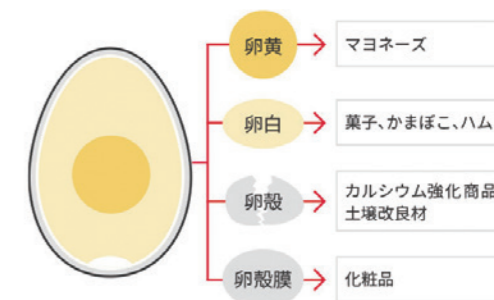 卵黄
マヨネーズ
卵白
菓子、かまぼこ、ハム
卵殻
カルシウム強化商品
土壌改良材
卵殻膜
化粧品